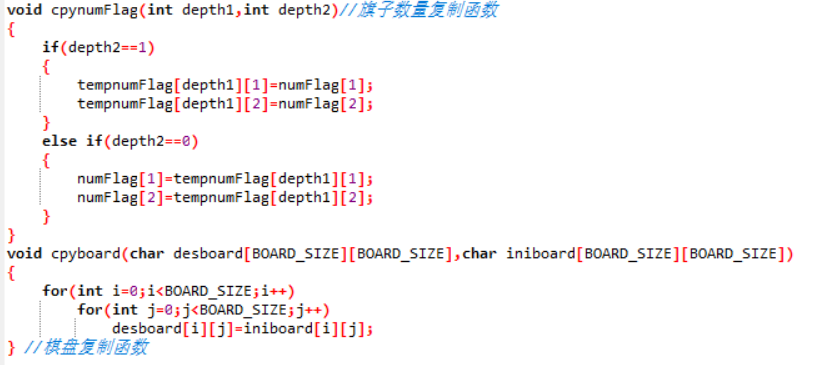 void cpynumFlag(int depth1,int depth2)//旗子数量复制函数
{
    if(depth2==1)
    {
        tempnumFlag[depth1][1]=numFlag[1];
        tempnumFlag[depth1][2]=numFlag[2];
    }
    else if(depth2==0)
    {
        numFlag[1]=tempnumFlag[depth1][1];
        numFlag[2]=tempnumFlag[depth1][2];
    }
}
void cpyboard(char desboard[BOARD_SIZE][BOARD_SIZE],char iniboard[BOARD_SIZE][BOARD_SIZE])
{
    for(int i=0;i<BOARD_SIZE;i++)
        for(int j=0;j<BOARD_SIZE;j++)
            desboard[i][j]=iniboard[i][j];
} //棋盘复制函数